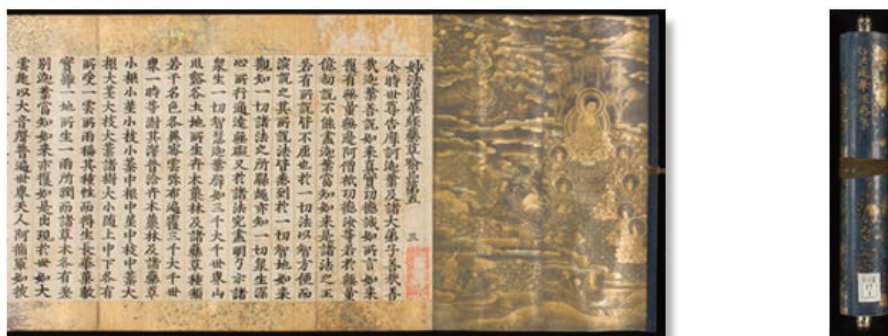 妙法蓮華經藥草喻品第五
三
尒時世尊告摩訶迦葉及諸大弟子善哉善
哉迦葉善說如來真實功德誠如所言如來
復有無量無邊阿僧祇功德汝等若於無量
億劫說不能盡迦葉當知如來是諸法之王
若有所說皆不虛也於一切法以智方便而
演說之其所說法皆悉到於一切智地如來
觀知一切諸法之所歸趣亦知一切衆生深
心所行通達無礙又於諸法究盡明了示諸
衆生一切智慧迦葉譬如三千大千世界山
川谿谷土地所生卉木叢林及諸藥草種類
若干名色各異密雲弥布遍覆三千大千世
界一時等澍其澤普洽卉木叢林及諸藥草
小根小莖小枝小葉中根中莖中枝中葉大
根大莖大枝大葉諸樹大小隨上中下各有
所受一雲所雨稱其種性而得生長華菓敷
實雖一地所生一雨所潤而諸草木各有差
別迦葉當知如來亦復如是出現於世如大
雲起以大音聲普遍世界天人阿脩羅如彼